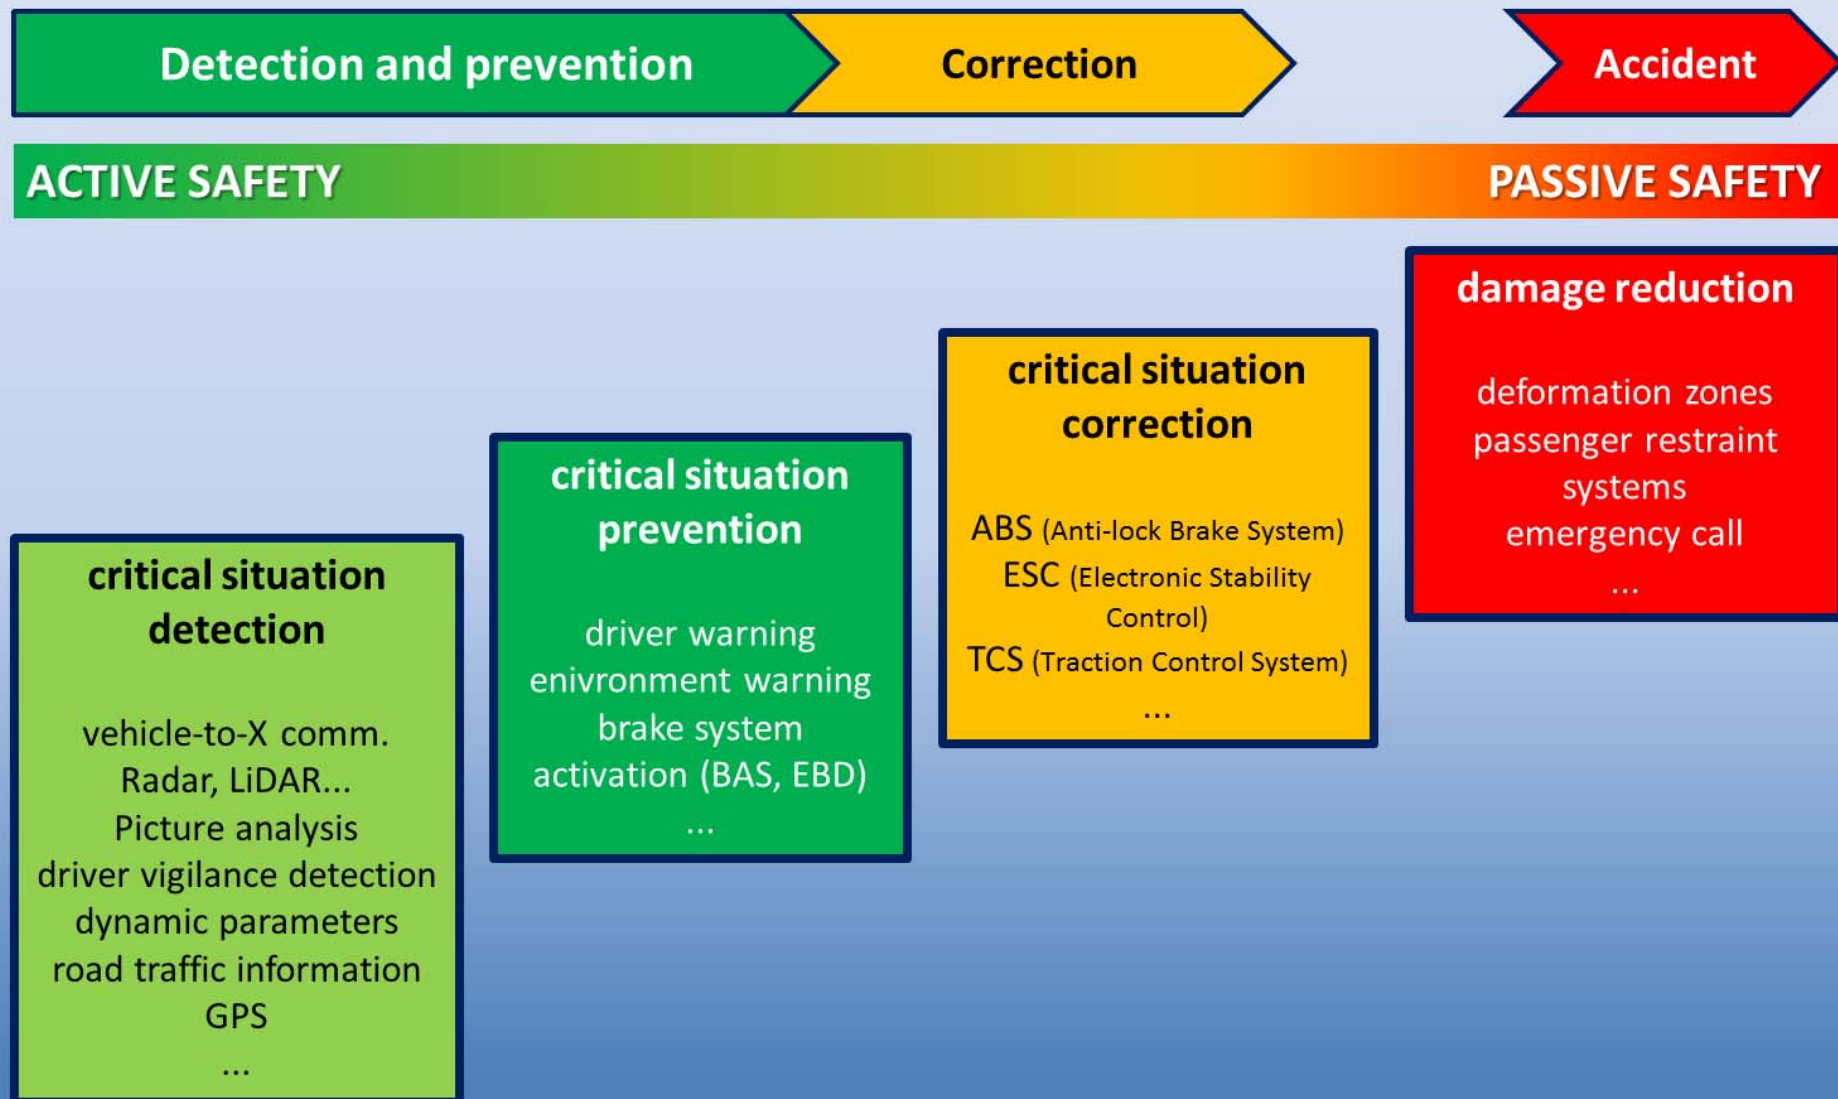 Detection and prevention
Correction
Accident
ACTIVE SAFETY
PASSIVE SAFETY
critical situation
detection
vehicle-to-X comm.
Radar, LiDAR...
Picture analysis
driver vigilance detection
dynamic parameters
road traffic information
GPS
...
critical situation
prevention
driver warning
enivronment warning
brake system
activation (BAS, EBD)
...
critical situation
correction
ABS (Anti-lock Brake System)
ESC (Electronic Stability
Control)
TCS (Traction Control System)
...
damage reduction
deformation zones
passenger restraint
systems
emergency call
...